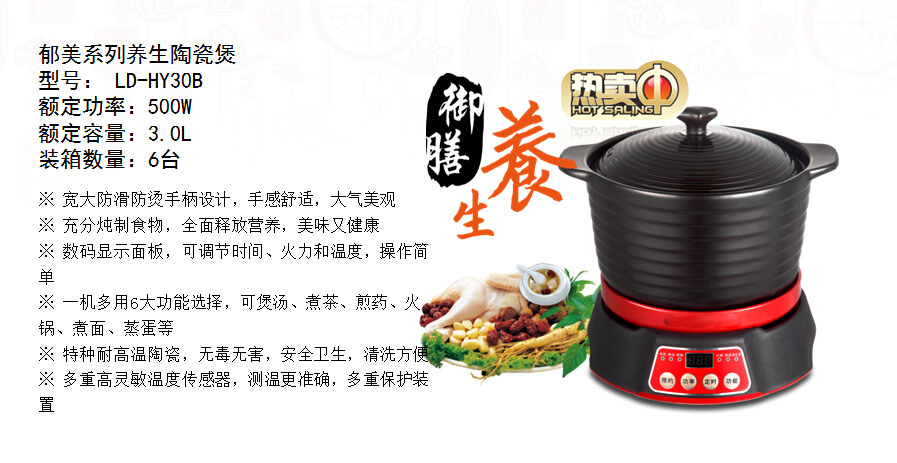 郁美系列养生陶瓷煲
型号： LD-HY30B
额定功率：500W
额定容量：3.0L
装箱数量：6台
※ 宽大防滑防烫手柄设计，手感舒适，大气美观
※ 充分炖制食物，全面释放营养，美味又健康
※ 数码显示面板，可调节时间、火力和温度，操作简
单
※ 一机多用6大功能选择，可煲汤、煮茶、煎药、火
锅、煮面、蒸蛋等
※ 特种耐高温陶瓷，无毒无害，安全卫生，清洗方便
※ 多重高灵敏温度传感器，测温更准确，多重保护装
置
御膳
養生
热卖中
HOT SALING
预约 功率 定时 功能